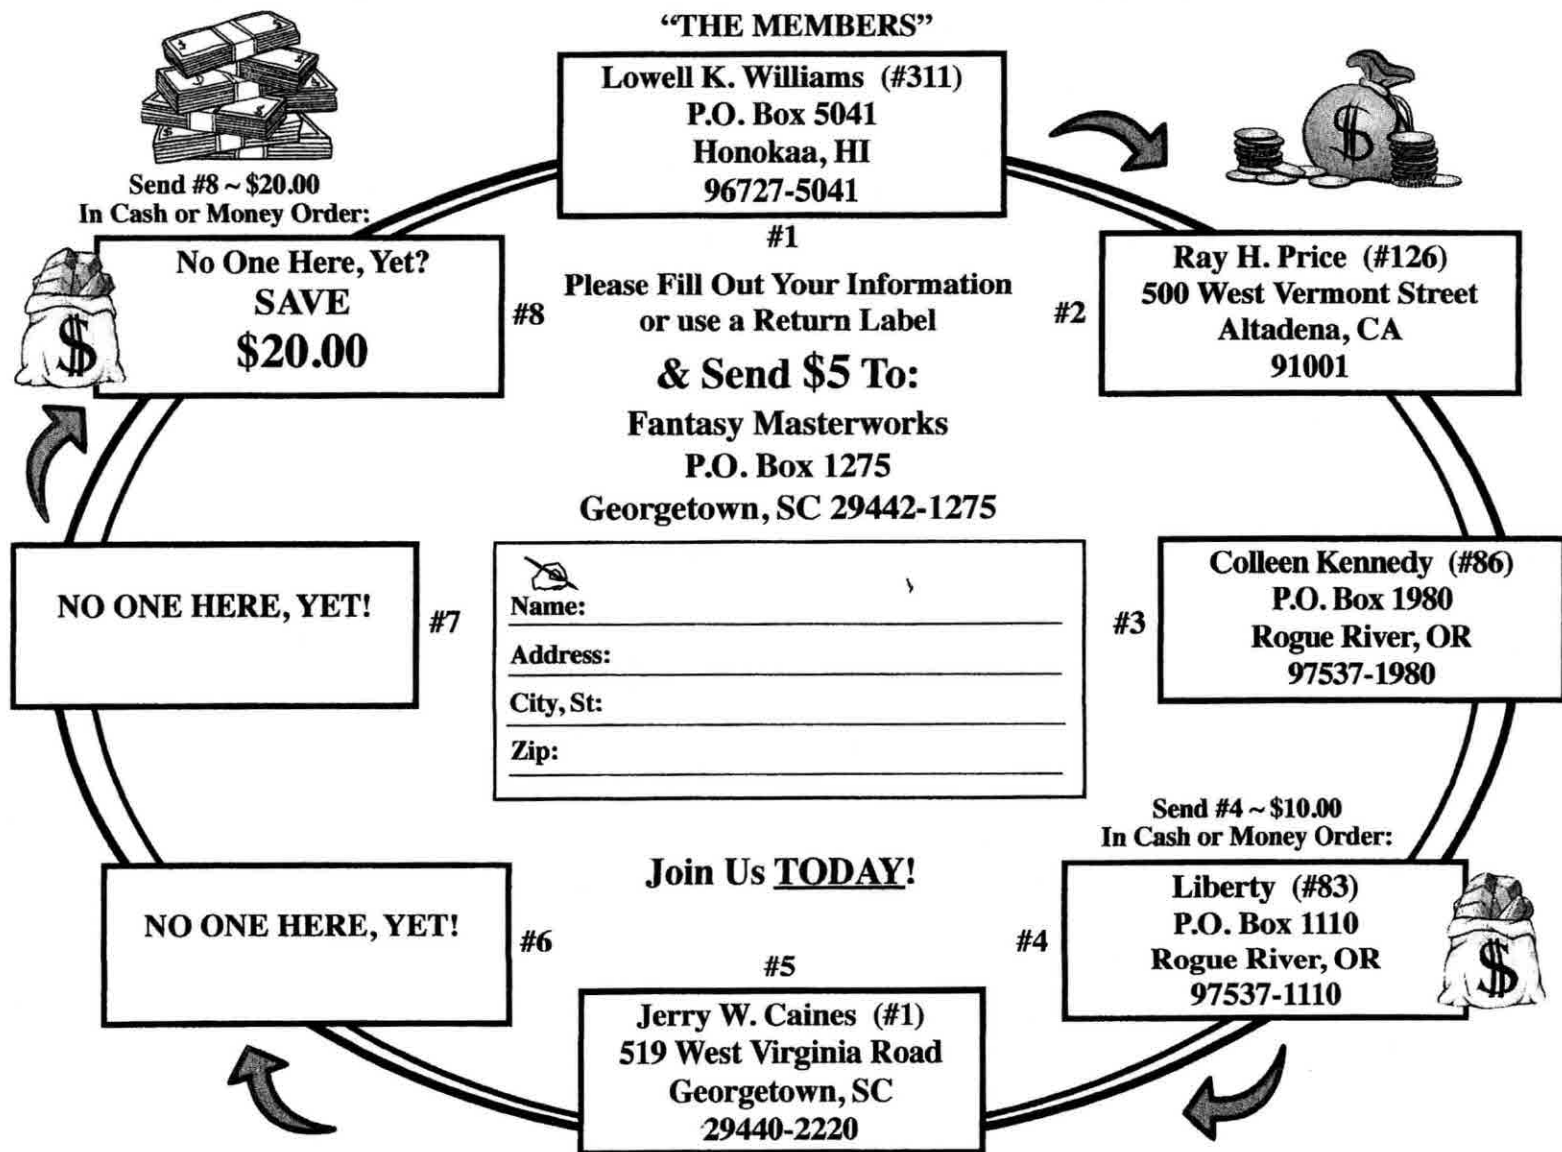 “THE MEMBERS”
Lowell K. Williams (#311)
P.O. Box 5041
Honokaa, HI
96727-5041
#1
Send #8 ~ $20.00
In Cash or Money Order:
No One Here, Yet?
SAVE
$20.00
#8
$
Please Fill Out Your Information
or use a Return Label
& Send $5 To:
Fantasy Masterworks
P.O. Box 1275
Georgetown, SC 29442-1275
$
#2
Ray H. Price (#126)
500 West Vermont Street
Altadena, CA
91001
NO ONE HERE, YET!
#7
Name:
Address:
City, St:
Zip:
#3
Colleen Kennedy (#86)
P.O. Box 1980
Rogue River, OR
97537-1980
Send #4 ~ $10.00
In Cash or Money Order:
Join Us TODAY!
NO ONE HERE, YET!
#6
#4
Liberty (#83)
P.O. Box 1110
Rogue River, OR
97537-1110
$
#5
Jerry W. Caines (#1)
519 West Virginia Road
Georgetown, SC
29440-2220